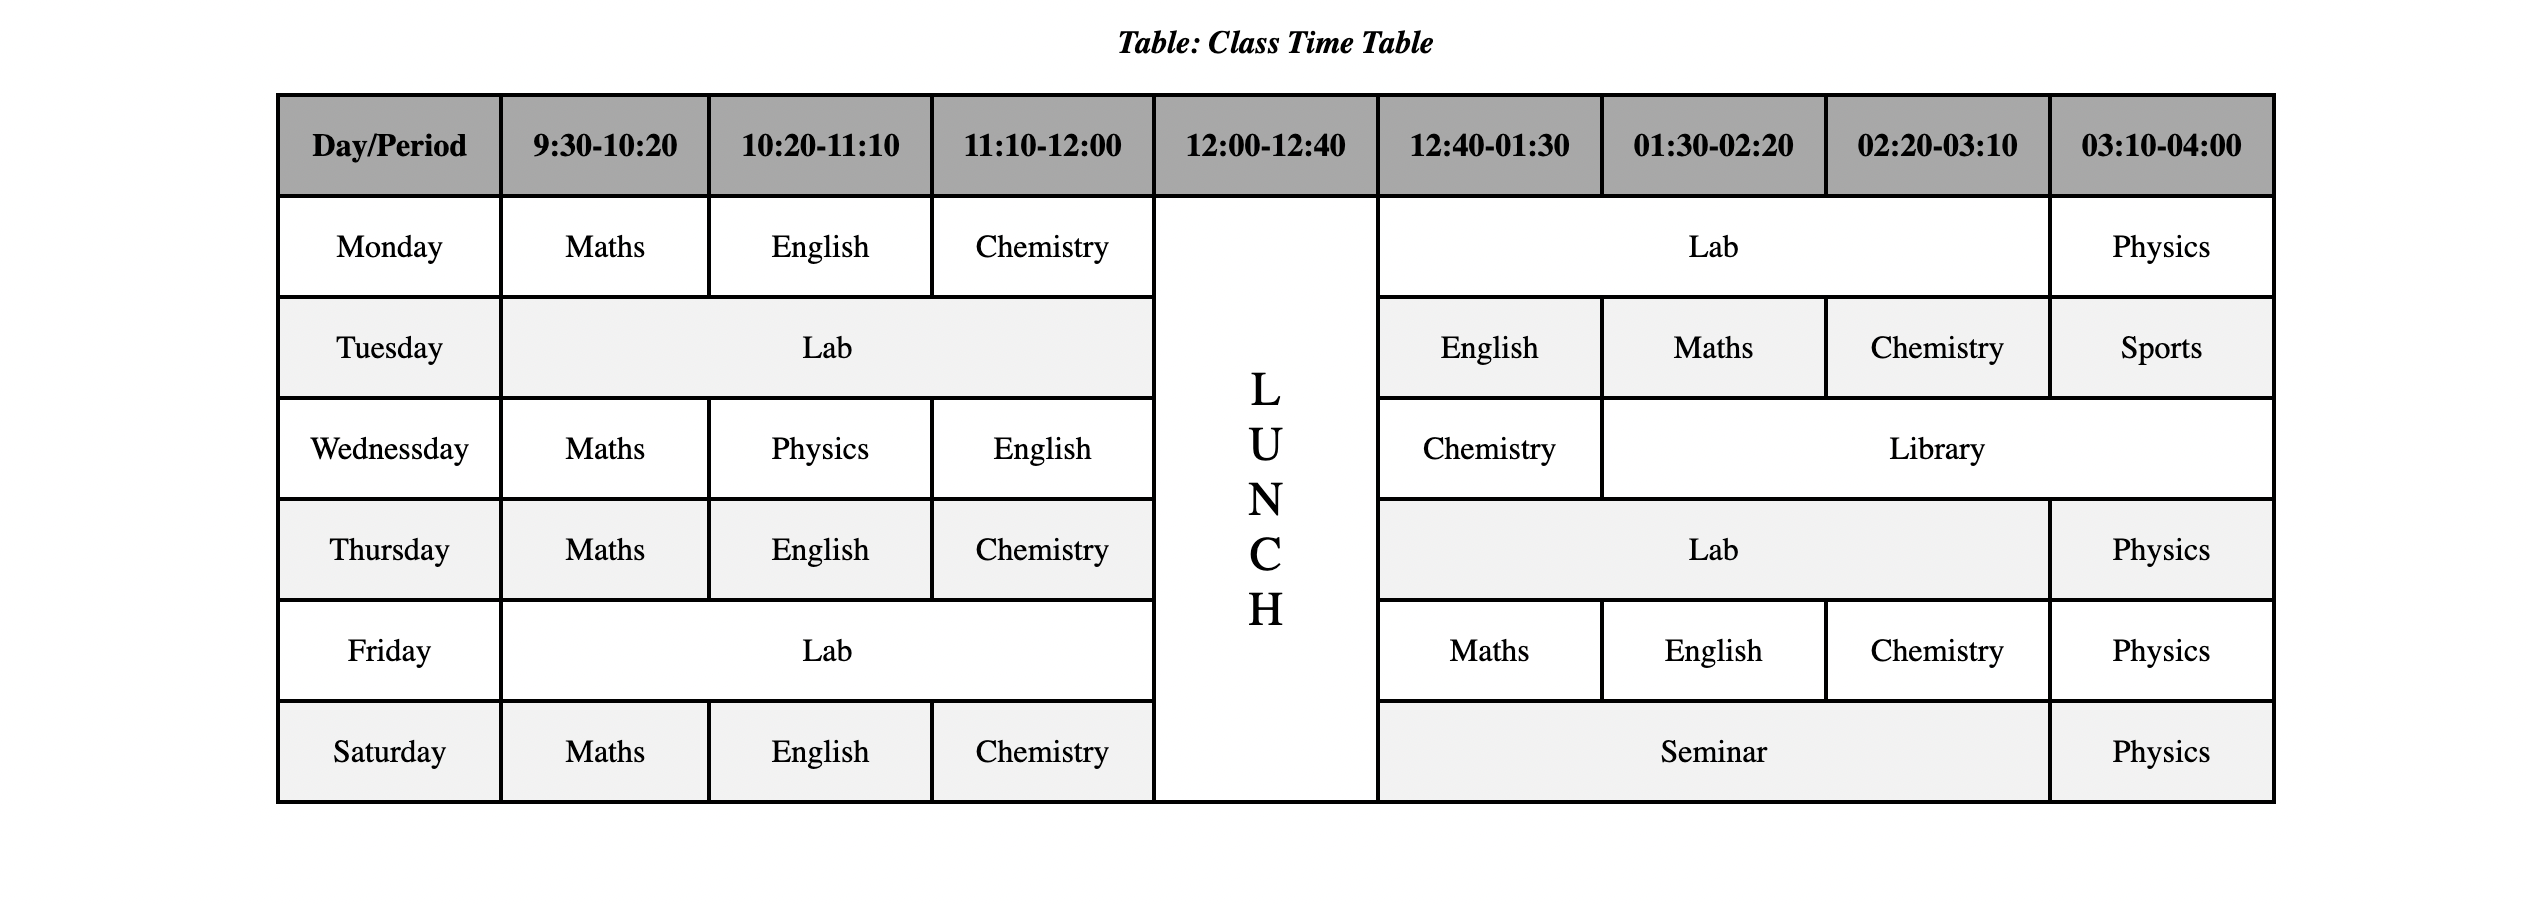 Table: Class Time Table
Day/Period 9:30-10:20 10:20-11:10 11:10-12:00 12:00-12:40 12:40-01:30 01:30-02:20 02:20-03:10 03:10-04:00
Monday Maths English Chemistry Lab Physics
Tuesday Lab English Maths Chemistry Sports
Wednessday Maths Physics English Chemistry Library
Thursday Maths English Chemistry Lab Physics
Friday Lab Maths English Chemistry Physics
Saturday Maths English Chemistry Seminar Physics
L
U
N
C
H